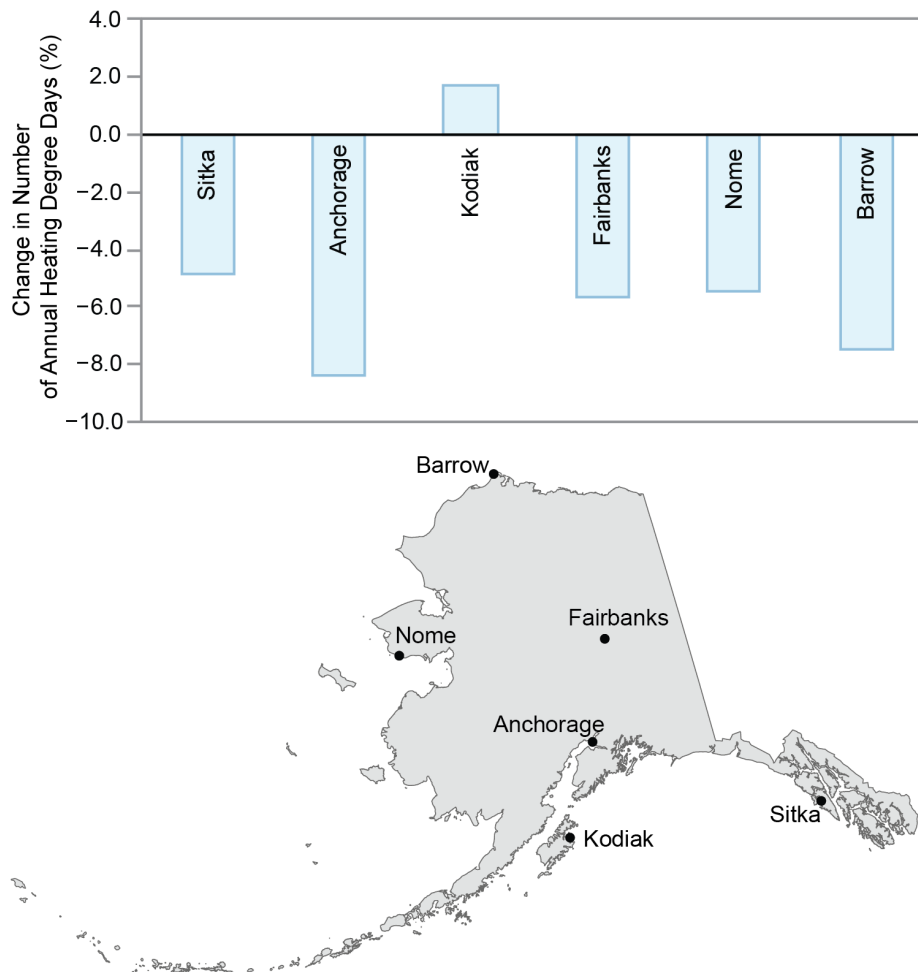 Change in Number
of Annual Heating Degree Days (%)
4.0
2.0
0.0
−2.0
−4.0
−6.0
−8.0
−10.0
Sitka
Anchorage
Kodiak
Fairbanks
Nome
Barrow
Barrow
Fairbanks
Nome
Anchorage
Sitka
Kodiak